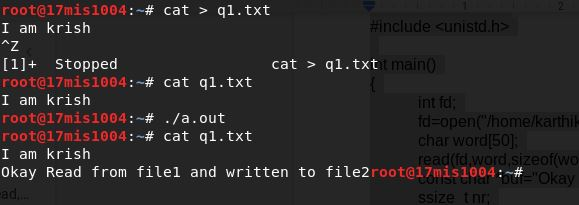 root@17mis1004:~# cat > q1.txt
I am krish
^Z
[1]+  Stopped                 cat > q1.txt
root@17mis1004:~# cat q1.txt
I am krish
root@17mis1004:~# ./a.out
root@17mis1004:~# cat q1.txt
I am krish
Okay Read from file1 and written to file2root@17mis1004:~#
1
2
#include <unistd.h>
main()
{
int fd;
fd=open("/home/karthik
char word[50];
read(fd,word,sizeof(wo
const char *buf="Okay
ssize_t nr;